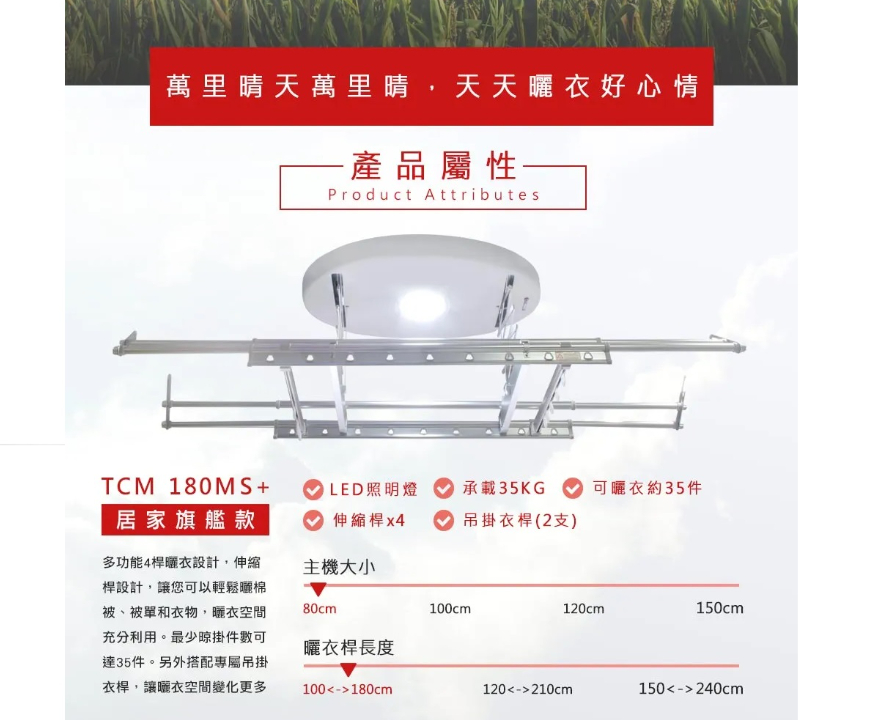 萬里晴天萬里晴，天天曬衣好心情
產品屬性
Product Attributes
TCM 180MS+
居家旗艦款
LED照明燈 承載35KG 可曬衣約35件
伸縮桿x4 吊掛衣桿(2支)
多功能4桿曬衣設計，伸縮
桿設計，讓您可以輕鬆曬棉
被、被單和衣物，曬衣空間
充分利用。最少晾掛件數可
達35件。另外搭配專屬吊掛
衣桿，讓曬衣空間變化更多
主機大小
80cm 100cm 120cm 150cm
曬衣桿長度
100<->180cm 120<->210cm 150<->240cm